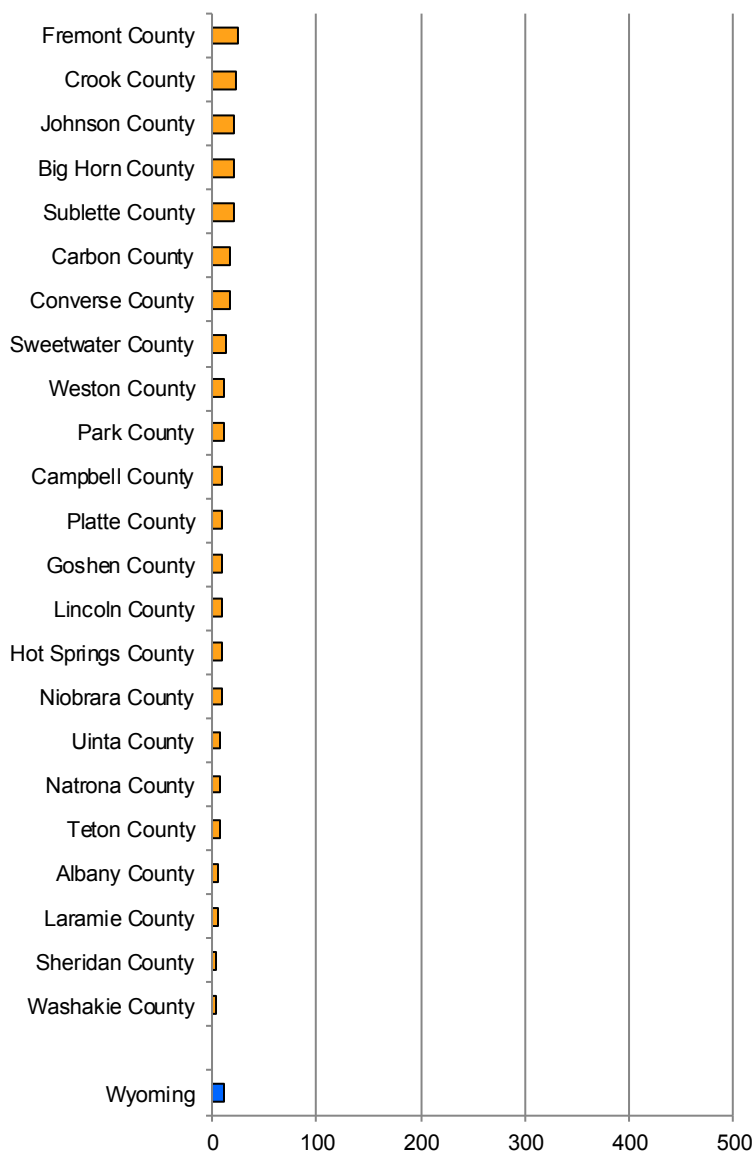 Fremont County
Crook County
Johnson County
Big Horn County
Sublette County
Carbon County
Converse County
Sweetwater County
Weston County
Park County
Campbell County
Platte County
Goshen County
Lincoln County
Hot Springs County
Niobrara County
Uinta County
Natrona County
Teton County
Albany County
Laramie County
Sheridan County
Washakie County
Wyoming
0 100 200 300 400 500